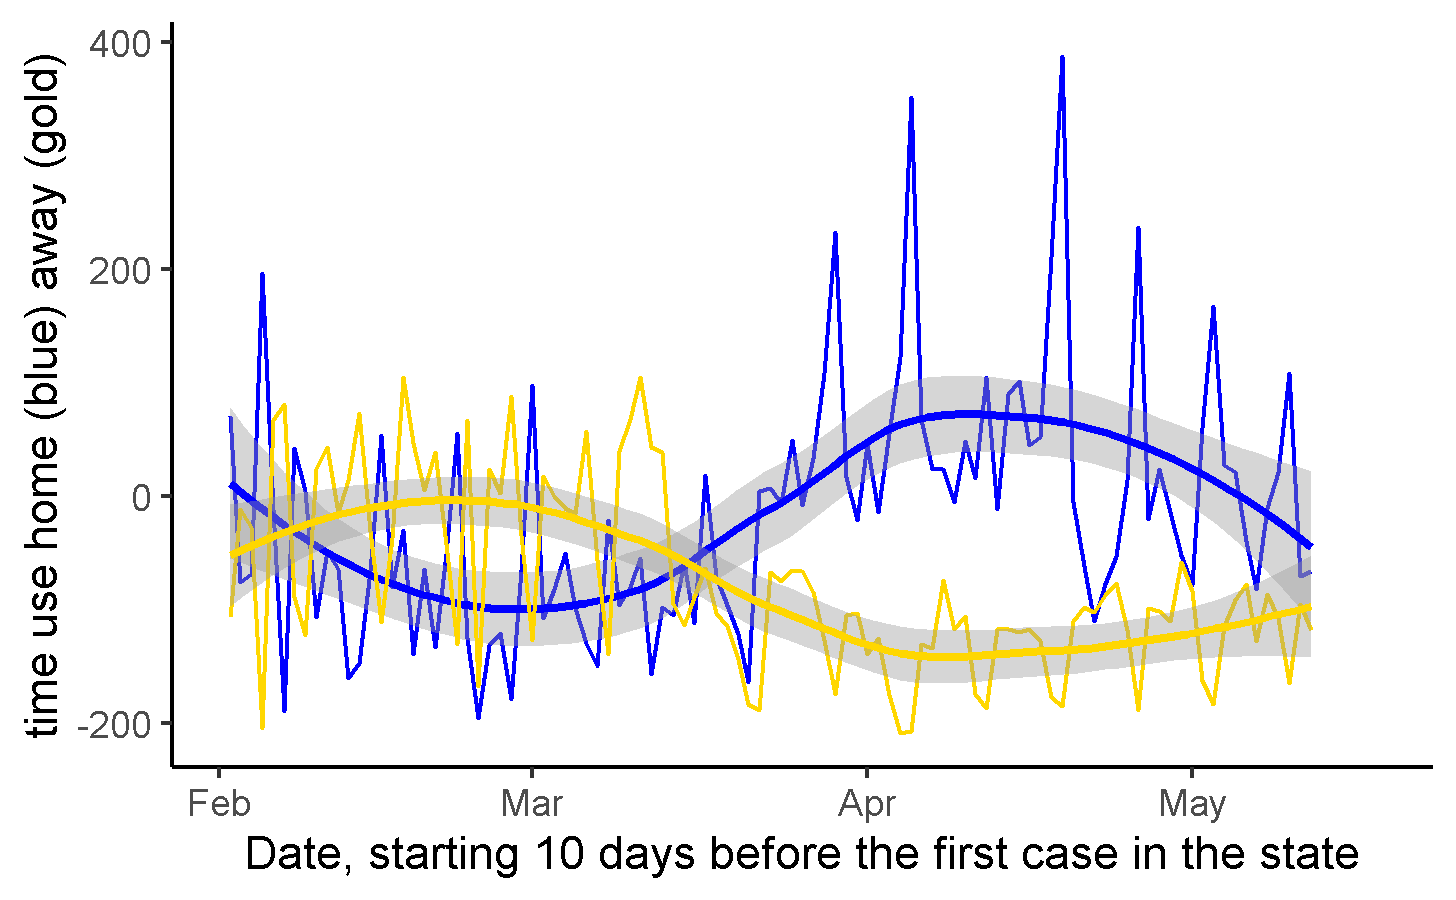 time use home (blue) away (gold)
400
200
0
-200
Feb
Mar
Apr
May
Date, starting 10 days before the first case in the state